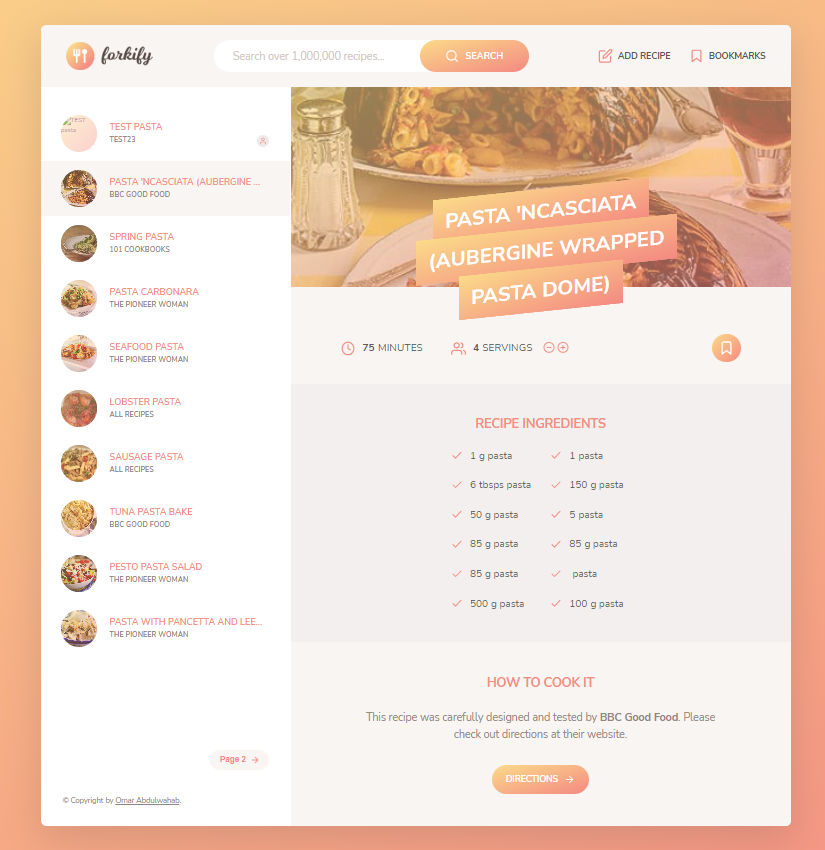 forkify
Search over 1,000,000 recipes...
SEARCH
ADD RECIPE
BOOKMARKS
Test
pasta
TEST PASTA
TEST23
PASTA 'NCASCIATA (AUBERGINE ...
BBC GOOD FOOD
SPRING PASTA
101 COOKBOOKS
PASTA CARBONARA
THE PIONEER WOMAN
SEAFOOD PASTA
THE PIONEER WOMAN
LOBSTER PASTA
ALL RECIPES
SAUSAGE PASTA
ALL RECIPES
TUNA PASTA BAKE
BBC GOOD FOOD
PESTO PASTA SALAD
THE PIONEER WOMAN
PASTA WITH PANCETTA AND LEE...
THE PIONEER WOMAN
Page 2
© Copyright by Omar Abdulwahab.
PASTA 'NCASCIATA
(AUBERGINE WRAPPED
PASTA DOME)
75 MINUTES
4 SERVINGS
RECIPE INGREDIENTS
1 g pasta
1 pasta
6 tbsps pasta
150 g pasta
50 g pasta
5 pasta
85 g pasta
85 g pasta
85 g pasta
pasta
500 g pasta
100 g pasta
HOW TO COOK IT
This recipe was carefully designed and tested by BBC Good Food. Please
check out directions at their website.
DIRECTIONS